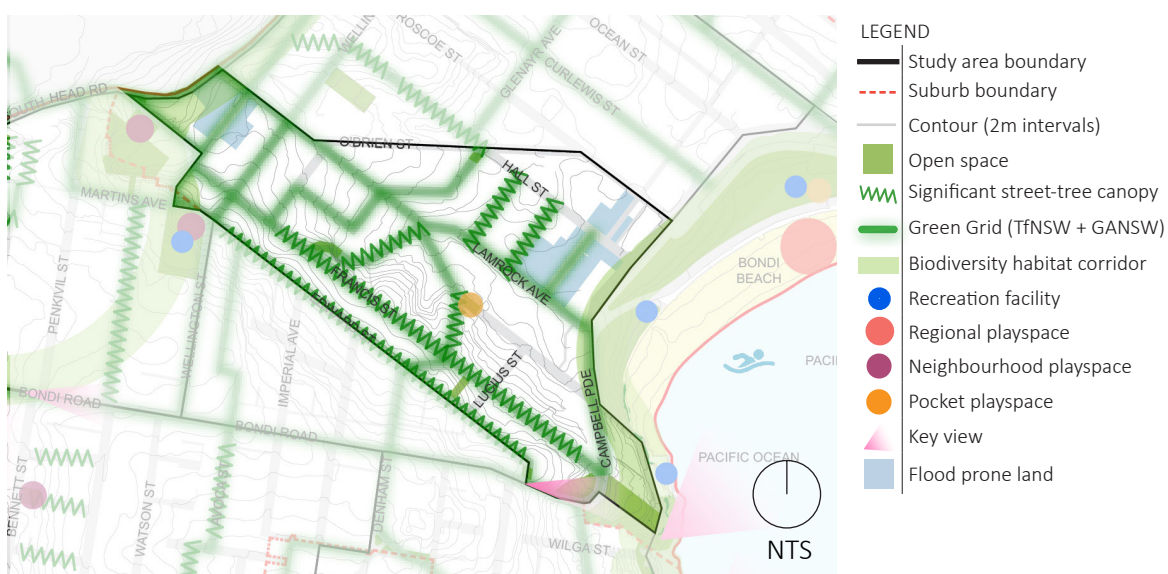 WELLIN
ROSCOE ST
OCEAN ST
GLENAYR AVE
CURLEWIS ST
OUTH HEAD RD
O'BRIEN ST
HALL ST
MARTINS AVE
LAMROCK AVE
FRANCIS ST
PENKIVIL ST
WELLINGTON ST
IMPERIAL AVE
LUCIUS ST
CAMPBELL PDE
BONDI
BEACH
PACIFI
BONDI ROAD
BONDI ROAD
PACIFIC OCEAN
BENNETT ST
WATSON ST
DENHAM ST
WILGA ST
NTS
LEGEND
Study area boundary
Suburb boundary
Contour (2m intervals)
Open space
Significant street-tree canopy
Green Grid (TfNSW + GANSW)
Biodiversity habitat corridor
Recreation facility
Regional playspace
Neighbourhood playspace
Pocket playspace
Key view
Flood prone land